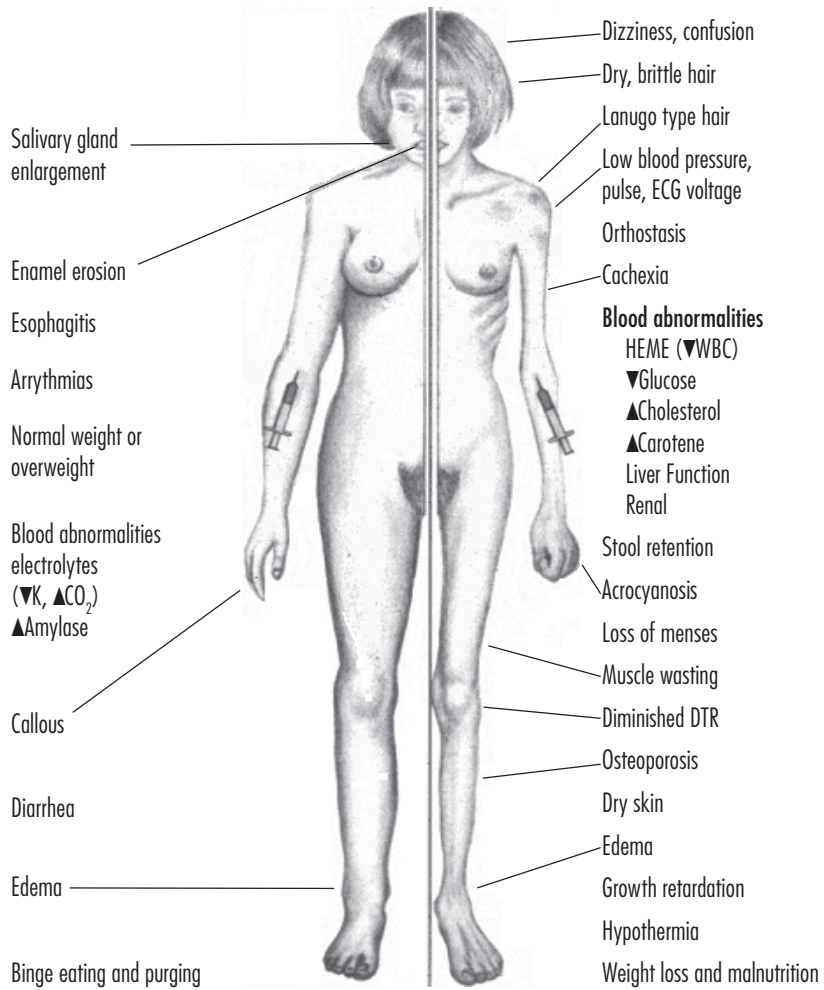 Salivary gland
enlargement
Enamel erosion
Esophagitis
Arrythmias
Normal weight or
overweight
Blood abnormalities
electrolytes
(▼K, ▲CO₂)
▲Amylase
Callous
Diarrhea
Edema
Binge eating and purging
Dizziness, confusion
Dry, brittle hair
Lanugo type hair
Low blood pressure,
pulse, ECG voltage
Orthostasis
Cachexia
Blood abnormalities
HEME (▼WBC)
▼Glucose
▲Cholesterol
▲Carotene
Liver Function
Renal
Stool retention
Acrocyanosis
Loss of menses
Muscle wasting
Diminished DTR
Osteoporosis
Dry skin
Edema
Growth retardation
Hypothermia
Weight loss and malnutrition